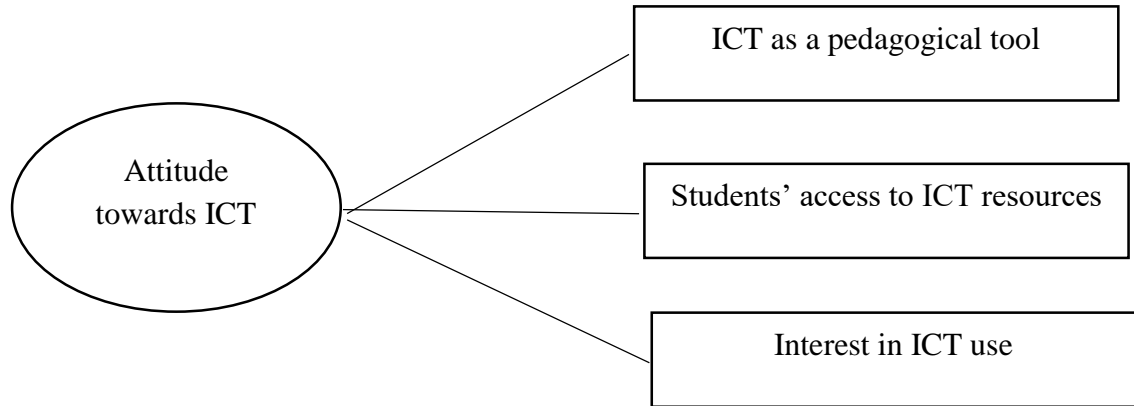 ICT as a pedagogical tool
Attitude
towards ICT
Students’ access to ICT resources
Interest in ICT use